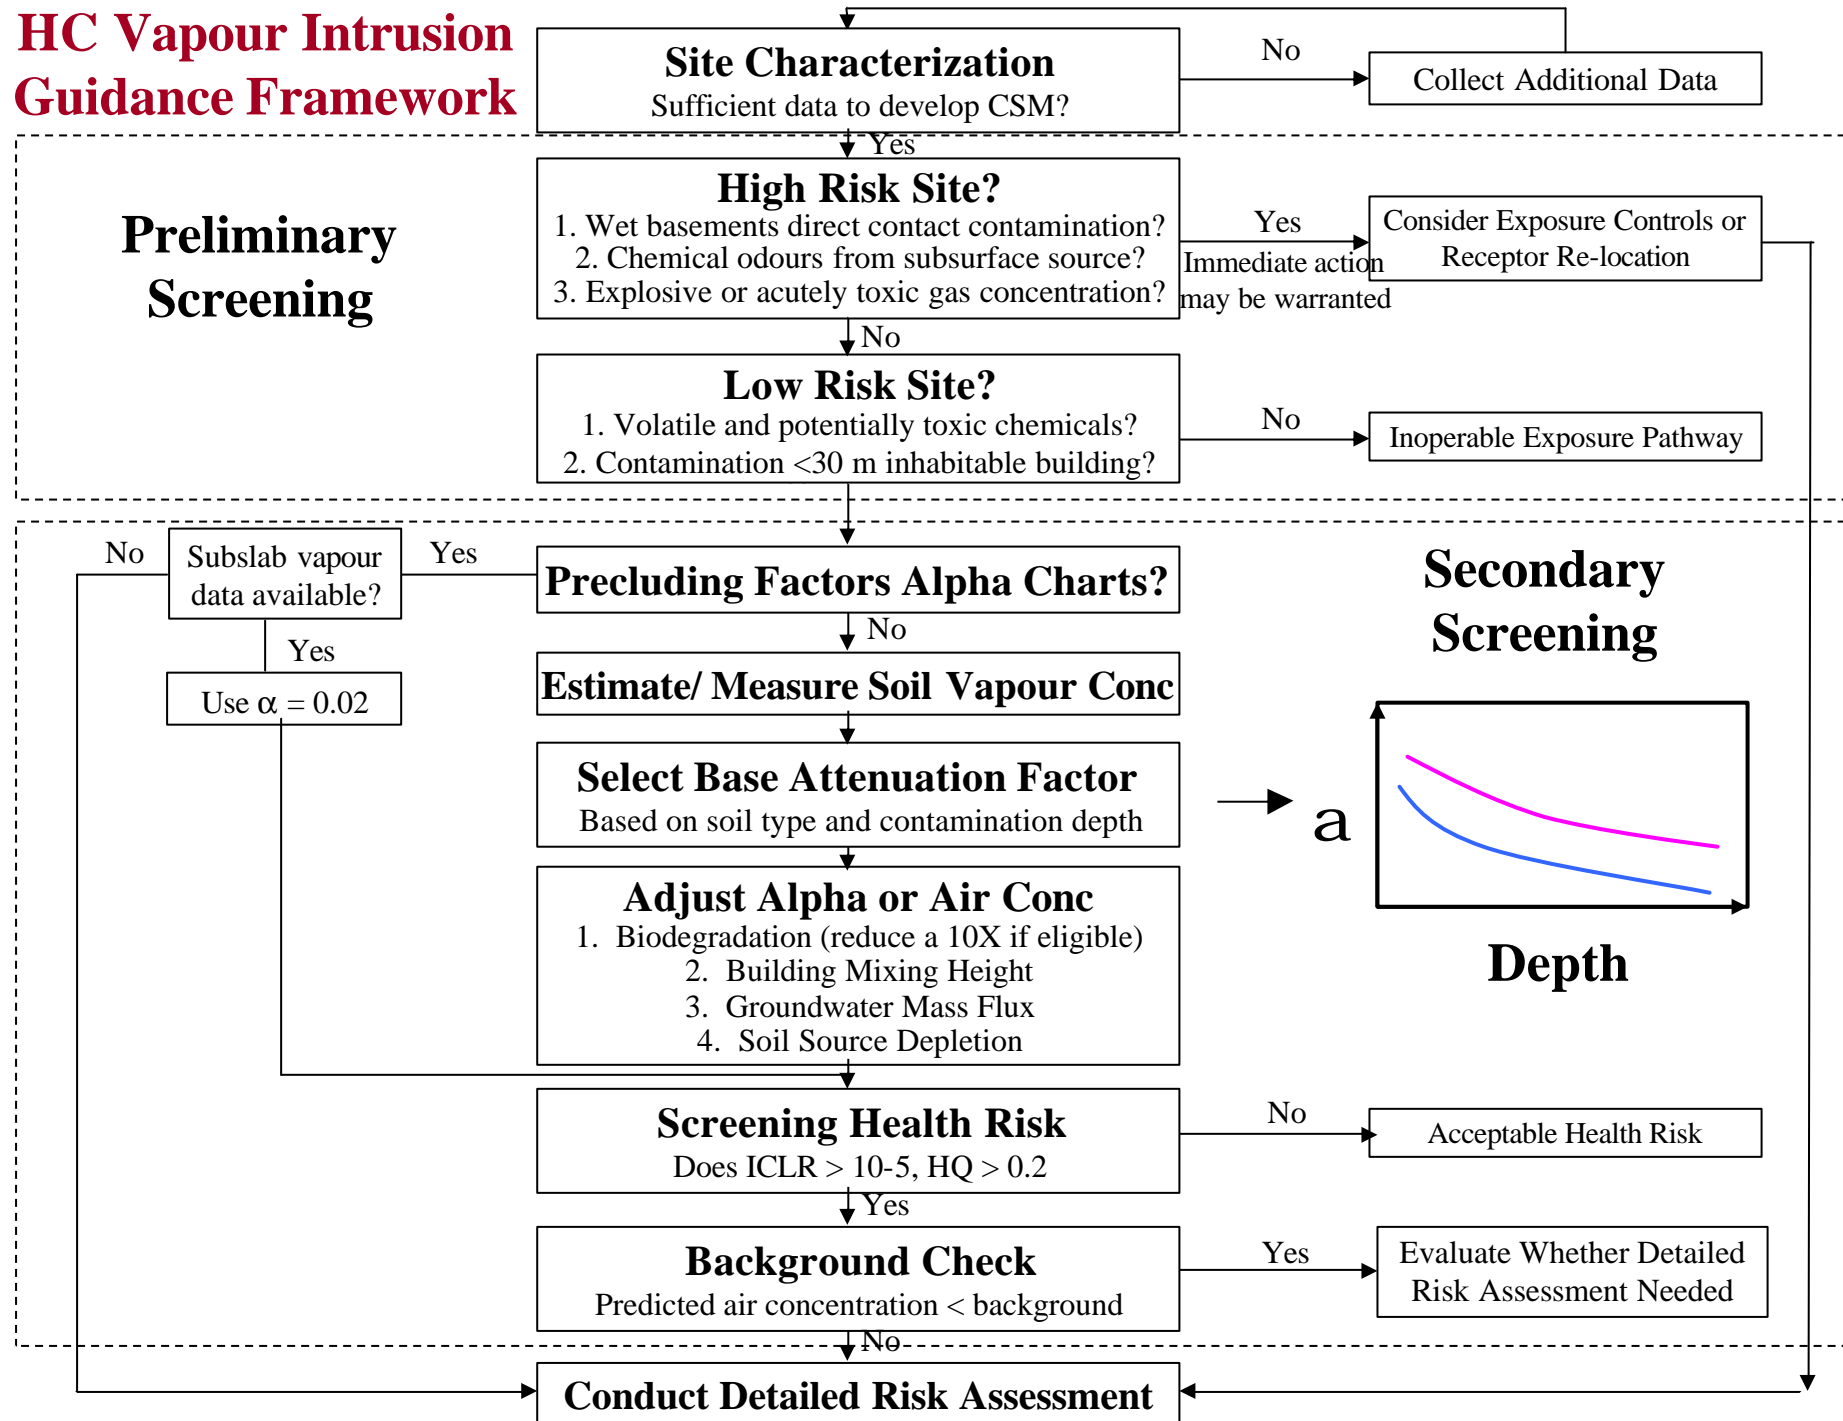 HC Vapour Intrusion
Guidance Framework
Site Characterization
Sufficient data to develop CSM?
No
Collect Additional Data
Yes
Preliminary
Screening
High Risk Site?
1. Wet basements direct contact contamination?
2. Chemical odours from subsurface source?
3. Explosive or acutely toxic gas concentration?
Yes
Immediate action
may be warranted
Consider Exposure Controls or
Receptor Re-location
No
Low Risk Site?
1. Volatile and potentially toxic chemicals?
2. Contamination <30 m inhabitable building?
No
Inoperable Exposure Pathway
No
Subslab vapour
data available?
Yes
Precluding Factors Alpha Charts?
Secondary
Screening
Yes
Use α = 0.02
No
Estimate/ Measure Soil Vapour Conc
Select Base Attenuation Factor
Based on soil type and contamination depth
a
Depth
Adjust Alpha or Air Conc
1. Biodegradation (reduce a 10X if eligible)
2. Building Mixing Height
3. Groundwater Mass Flux
4. Soil Source Depletion
Screening Health Risk
Does ICLR > 10-5, HQ > 0.2
No
Acceptable Health Risk
Yes
Background Check
Predicted air concentration < background
Yes
Evaluate Whether Detailed
Risk Assessment Needed
No
Conduct Detailed Risk Assessment